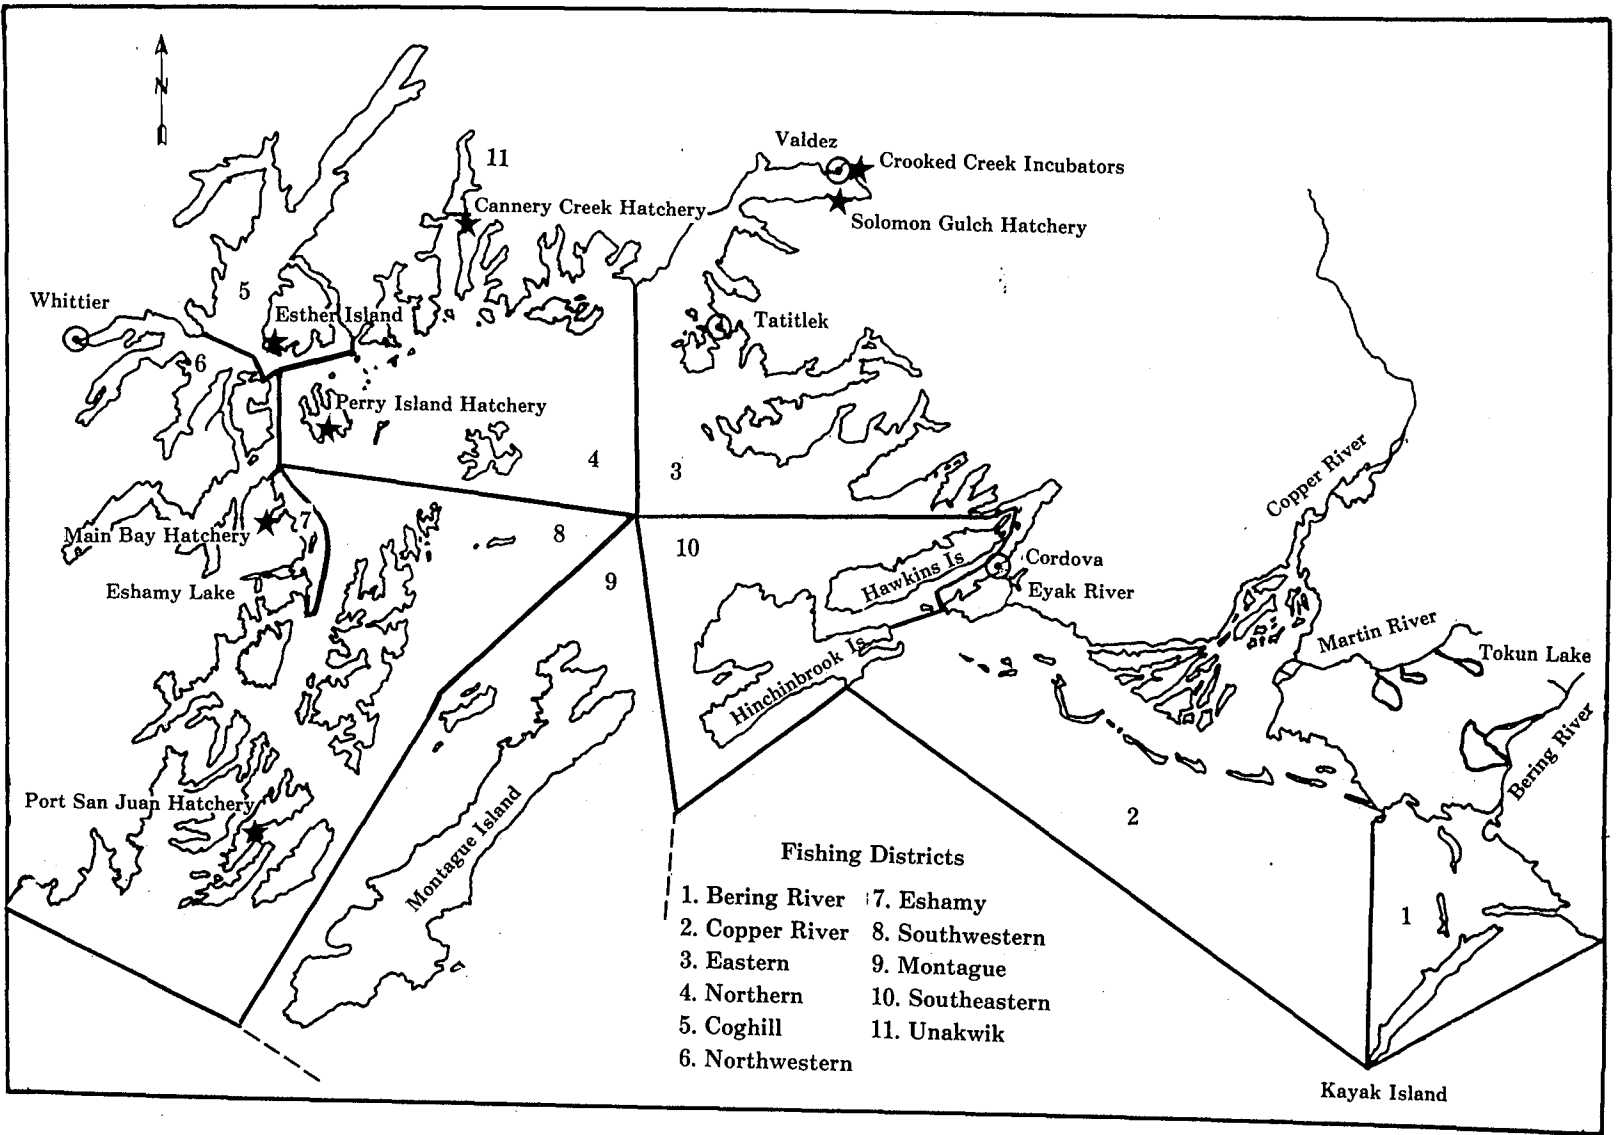 N
11
Valdez
Crooked Creek Incubators
Cannery Creek Hatchery
Solomon Gulch Hatchery
5
Whittier
Esther Island
Tatitlek
6
Perry Island Hatchery
4
3
Copper River
7
Main Bay Hatchery
8
10
Cordova
Hawkins Is
9
Eshamy Lake
Eyak River
Martin River
Tokun Lake
Hinchinbrook Is
Bering River
Port San Juan Hatchery
Montague Island
2
Fishing Districts
1. Bering River 7. Eshamy
2. Copper River 8. Southwestern
3. Eastern 9. Montague
4. Northern 10. Southeastern
5. Coghill 11. Unakwik
6. Northwestern
1
Kayak Island